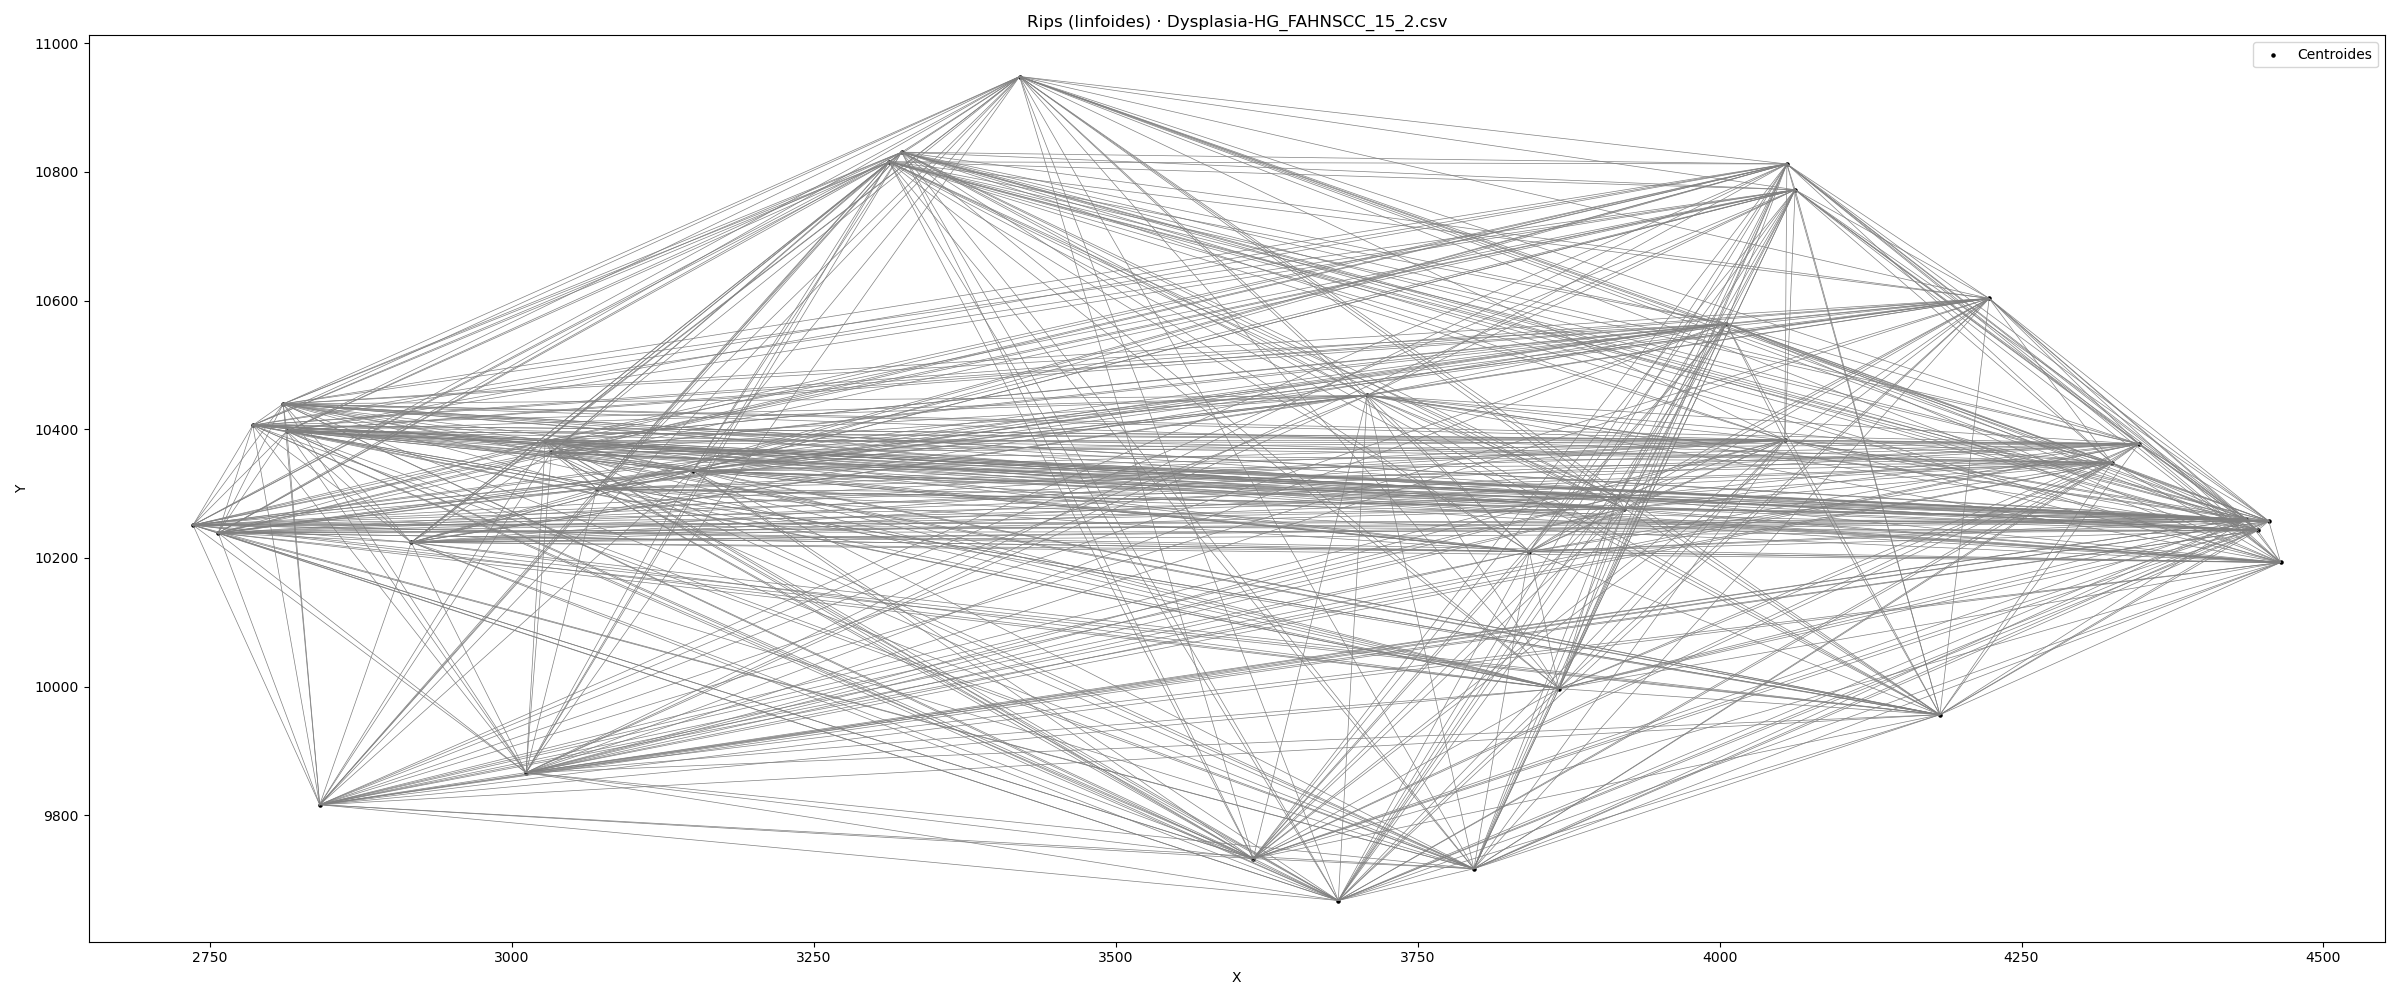 Rips (linfoides) · Dysplasia-HG_FAHNSCC_15_2.csv
11000
Centroides
10800
10600
10400
Y
10200
10000
9800
2750 3000 3250 3500 3750 4000 4250 4500
X